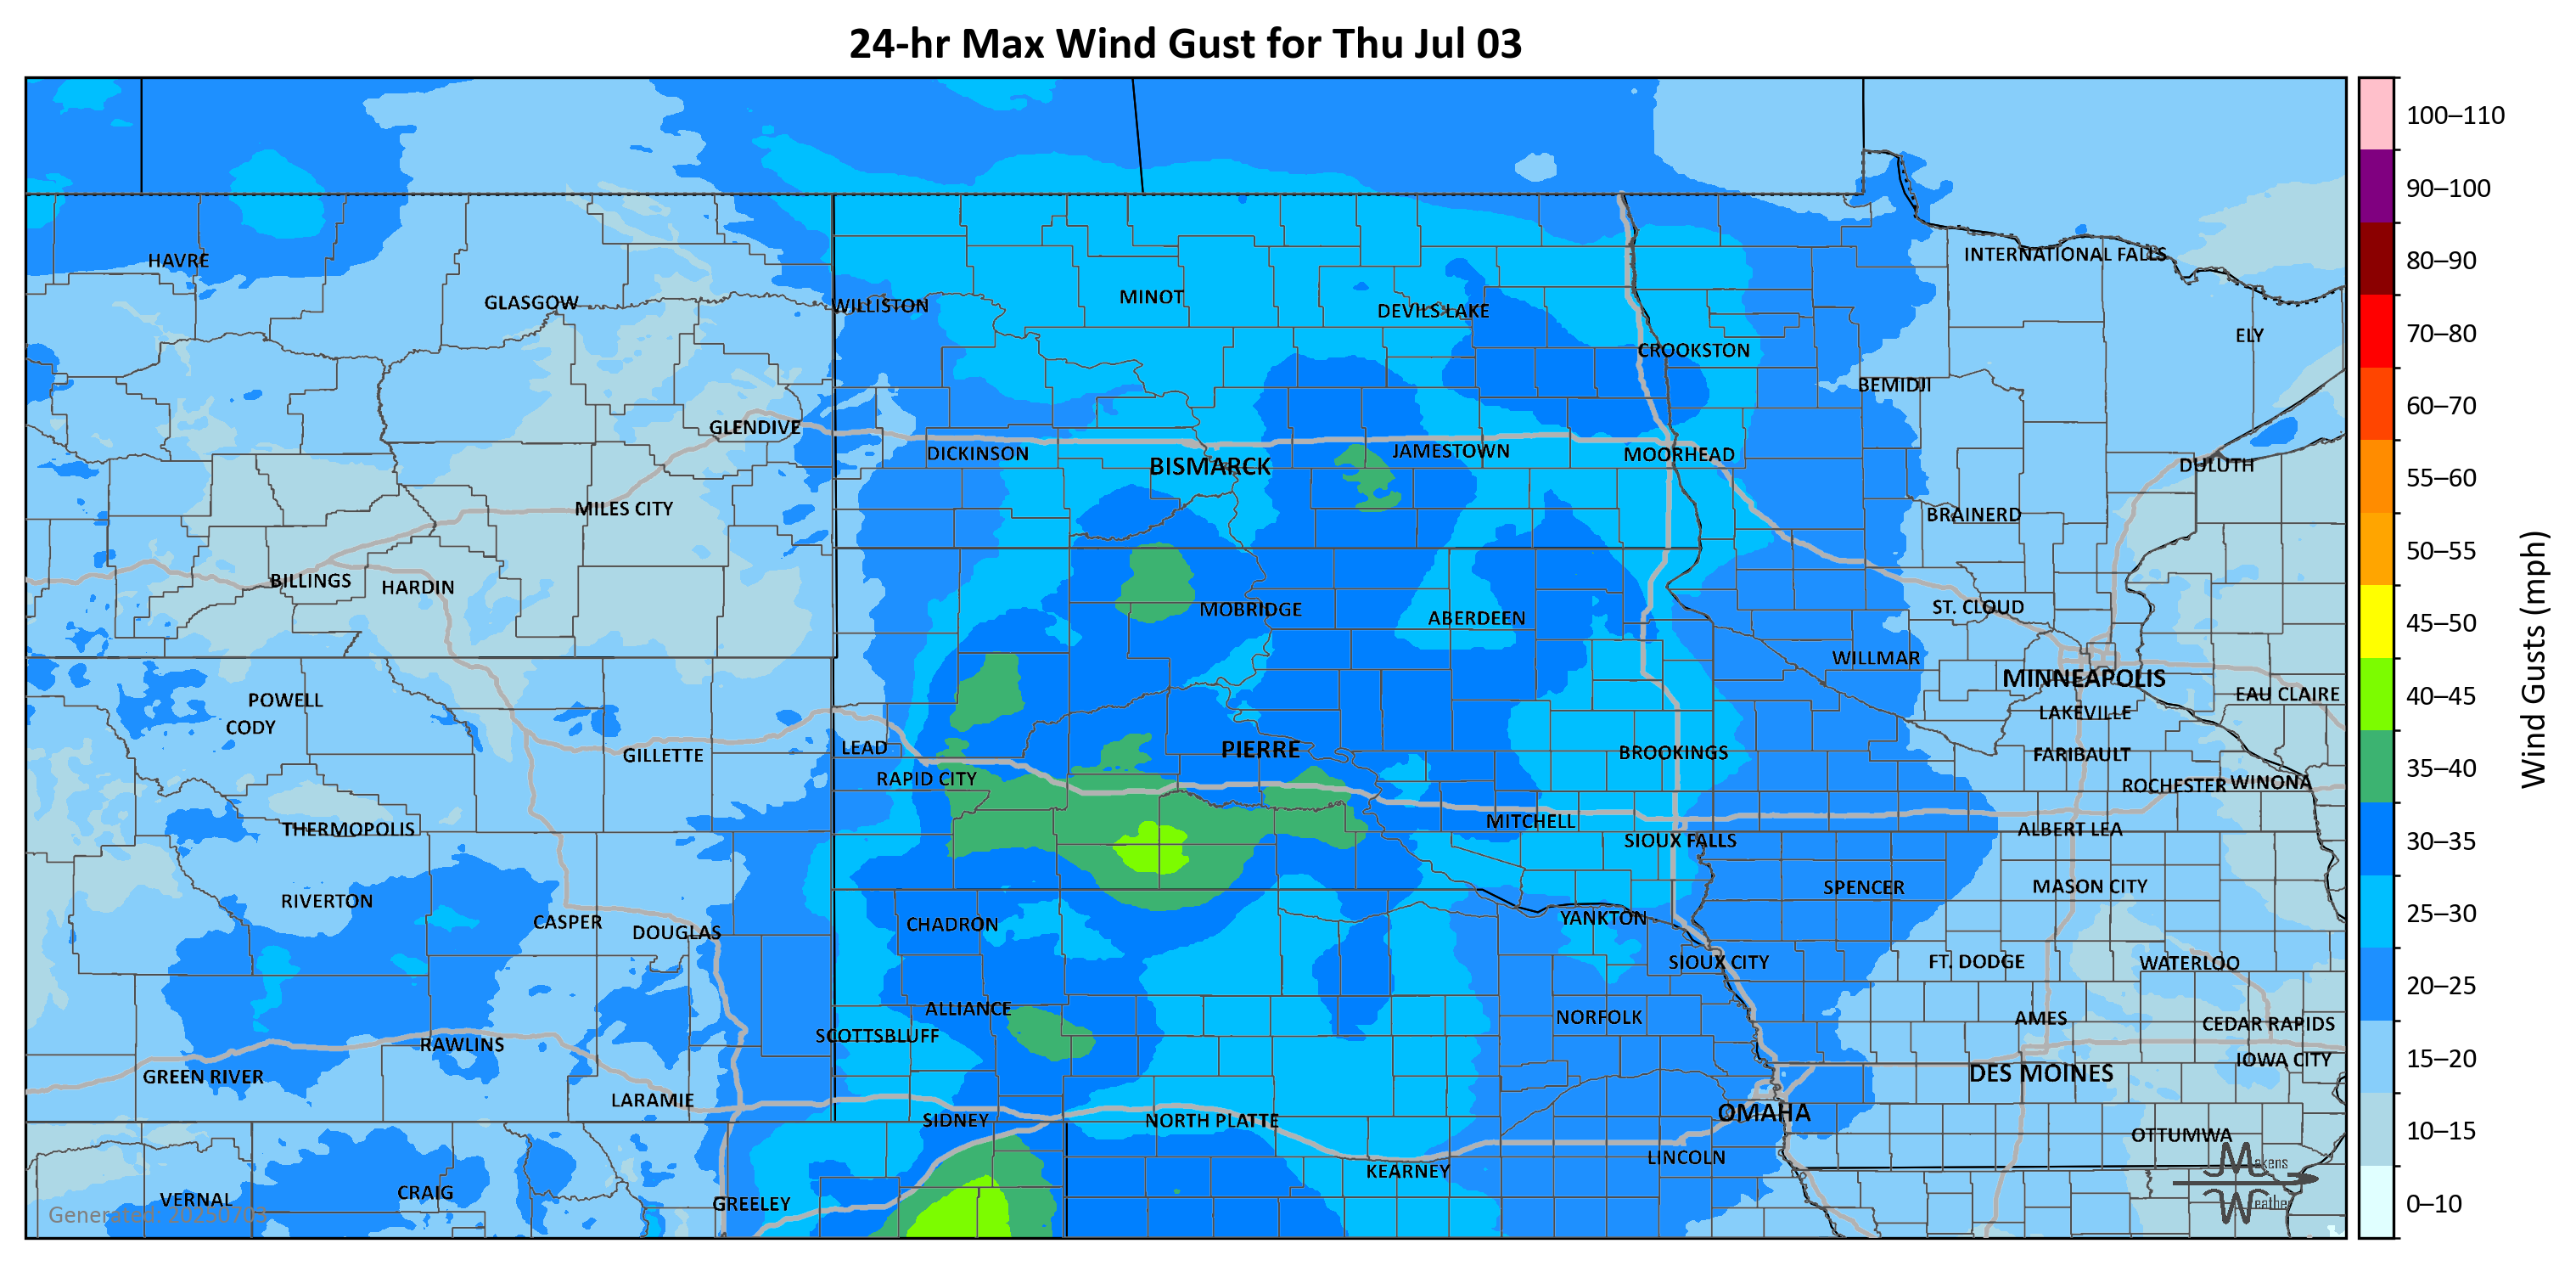 24-hr Max Wind Gust for Thu Jul 03
100–110
90–100
80–90
70–80
60–70
55–60
50–55
45–50
40–45
35–40
30–35
25–30
20–25
15–20
10–15
0–10
Wind Gusts (mph)
HAVRE
INTERNATIONAL FALLS
GLASGOW
WILLISTON
MINOT
DEVILS LAKE
ELY
CROOKSTON
BEMIDJI
GLENDIVE
DICKINSON
BISMARCK
JAMESTOWN
MOORHEAD
DULUTH
MILES CITY
BRAINERD
BILLINGS
HARDIN
MOBRIDGE
ABERDEEN
ST. CLOUD
WILLMAR
MINNEAPOLIS
POWELL
EAU CLAIRE
CODY
LAKEVILLE
GILLETTE
LEAD
PIERRE
BROOKINGS
FARIBAULT
RAPID CITY
ROCHESTER
WINONA
THERMOPOLIS
MITCHELL
SIOUX FALLS
ALBERT LEA
RIVERTON
SPENCER
MASON CITY
CASPER
DOUGLAS
CHADRON
YANKTON
SIOUX CITY
FT. DODGE
WATERLOO
ALLIANCE
NORFOLK
AMES
CEDAR RAPIDS
SCOTTSBLUFF
RAWLINS
IOWA CITY
GREEN RIVER
DES MOINES
LARAMIE
SIDNEY
NORTH PLATTE
OMAHA
OTTUMWA
KEARNEY
LINCOLN
VERNAL
CRAIG
GREELEY
Generated: 20250703
Makens
Weather